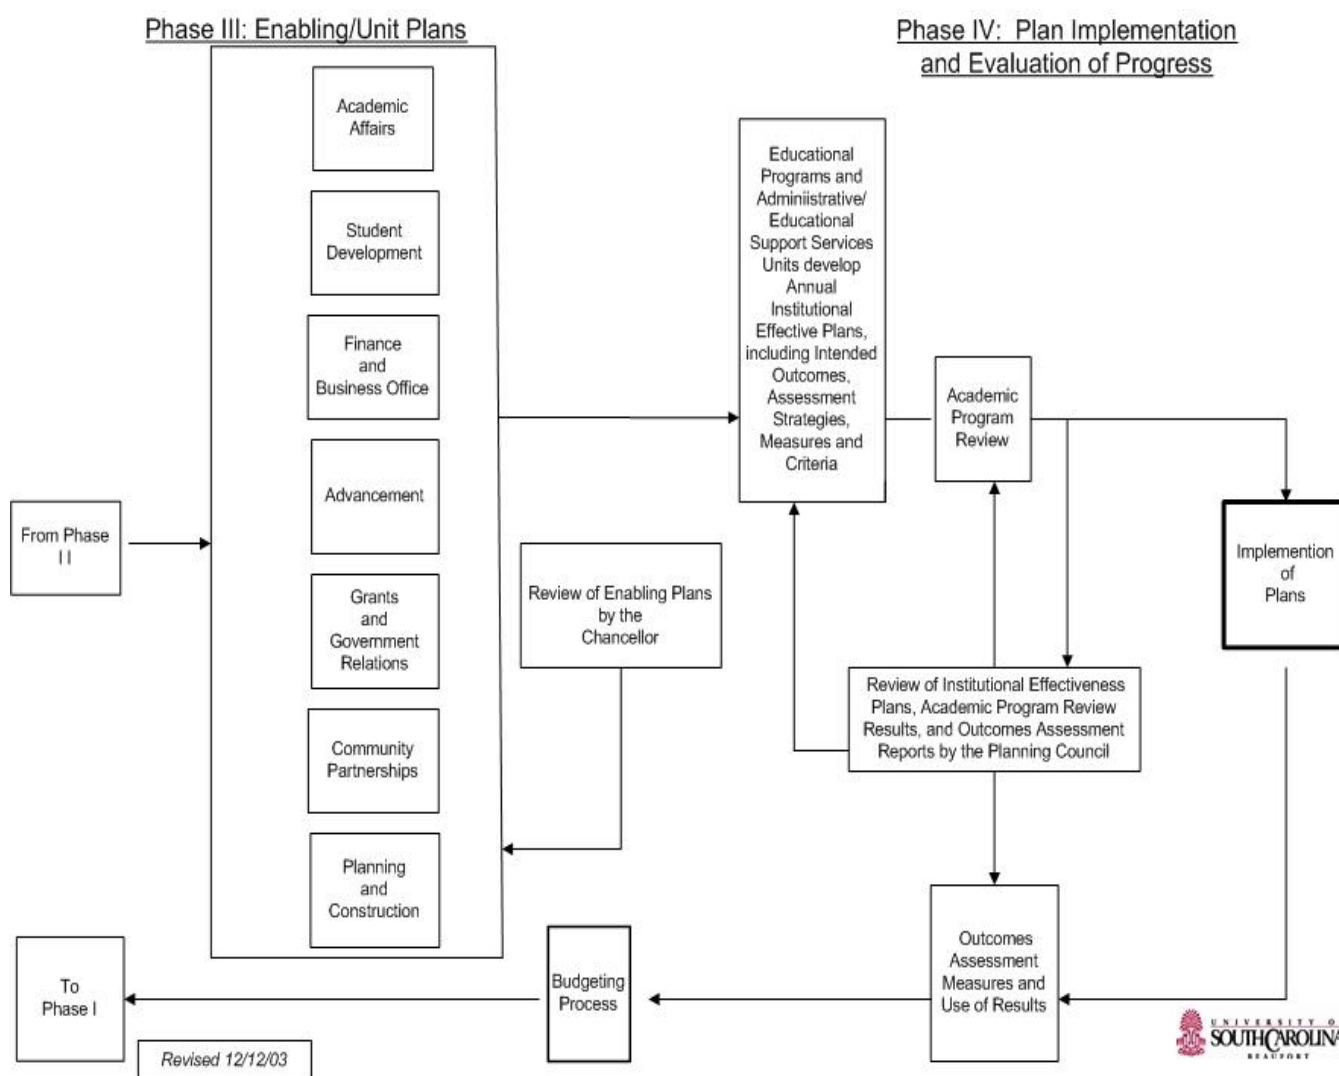 Phase III: Enabling/Unit Plans
Phase IV: Plan Implementation
and Evaluation of Progress
Academic
Affairs
Student
Development
Finance
and
Business Office
Advancement
Grants
and
Government
Relations
Community
Partnerships
Planning
and
Construction
From Phase
I I
Review of Enabling Plans
by the
Chancellor
Educational
Programs and
Adminiistrative/
Educational
Support Services
Units develop
Annual
Institutional
Effective Plans,
including Intended
Outcomes,
Assessment
Strategies,
Measures and
Criteria
Academic
Program
Review
Implemention
of
Plans
Review of Institutional Effectiveness
Plans, Academic Program Review
Results, and Outcomes Assessment
Reports by the Planning Council
Outcomes
Assessment
Measures and
Use of Results
Budgeting
Process
To
Phase I
Revised 12/12/03
UNIVERSITY O
SOUTH CAROLINA
BEAUFORT